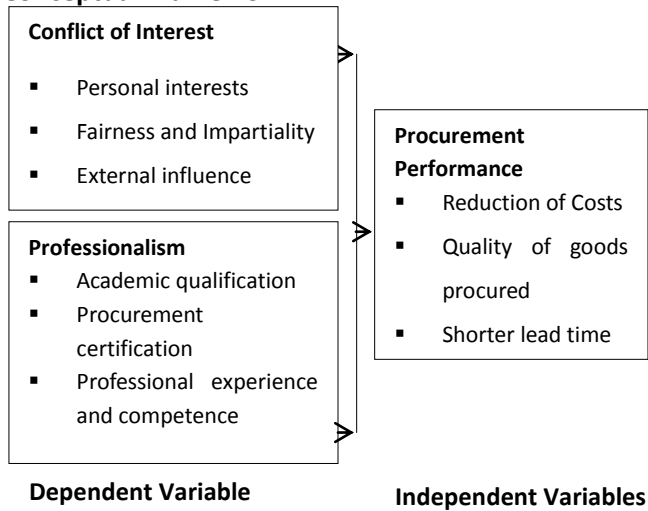 Conflict of Interest
▪ Personal interests
▪ Fairness and Impartiality
▪ External influence
Professionalism
▪ Academic qualification
▪ Procurement
certification
▪ Professional experience
and competence
Procurement
Performance
▪ Reduction of Costs
▪ Quality of goods
procured
▪ Shorter lead time
Dependent Variable
Independent Variables